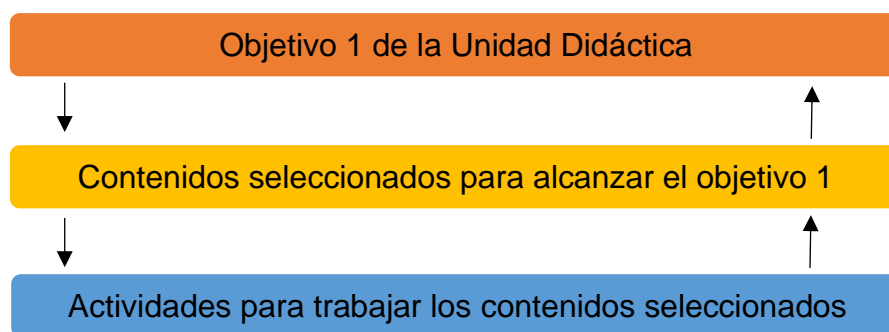 Objetivo 1 de la Unidad Didáctica
Contenidos seleccionados para alcanzar el objetivo 1
Actividades para trabajar los contenidos seleccionados